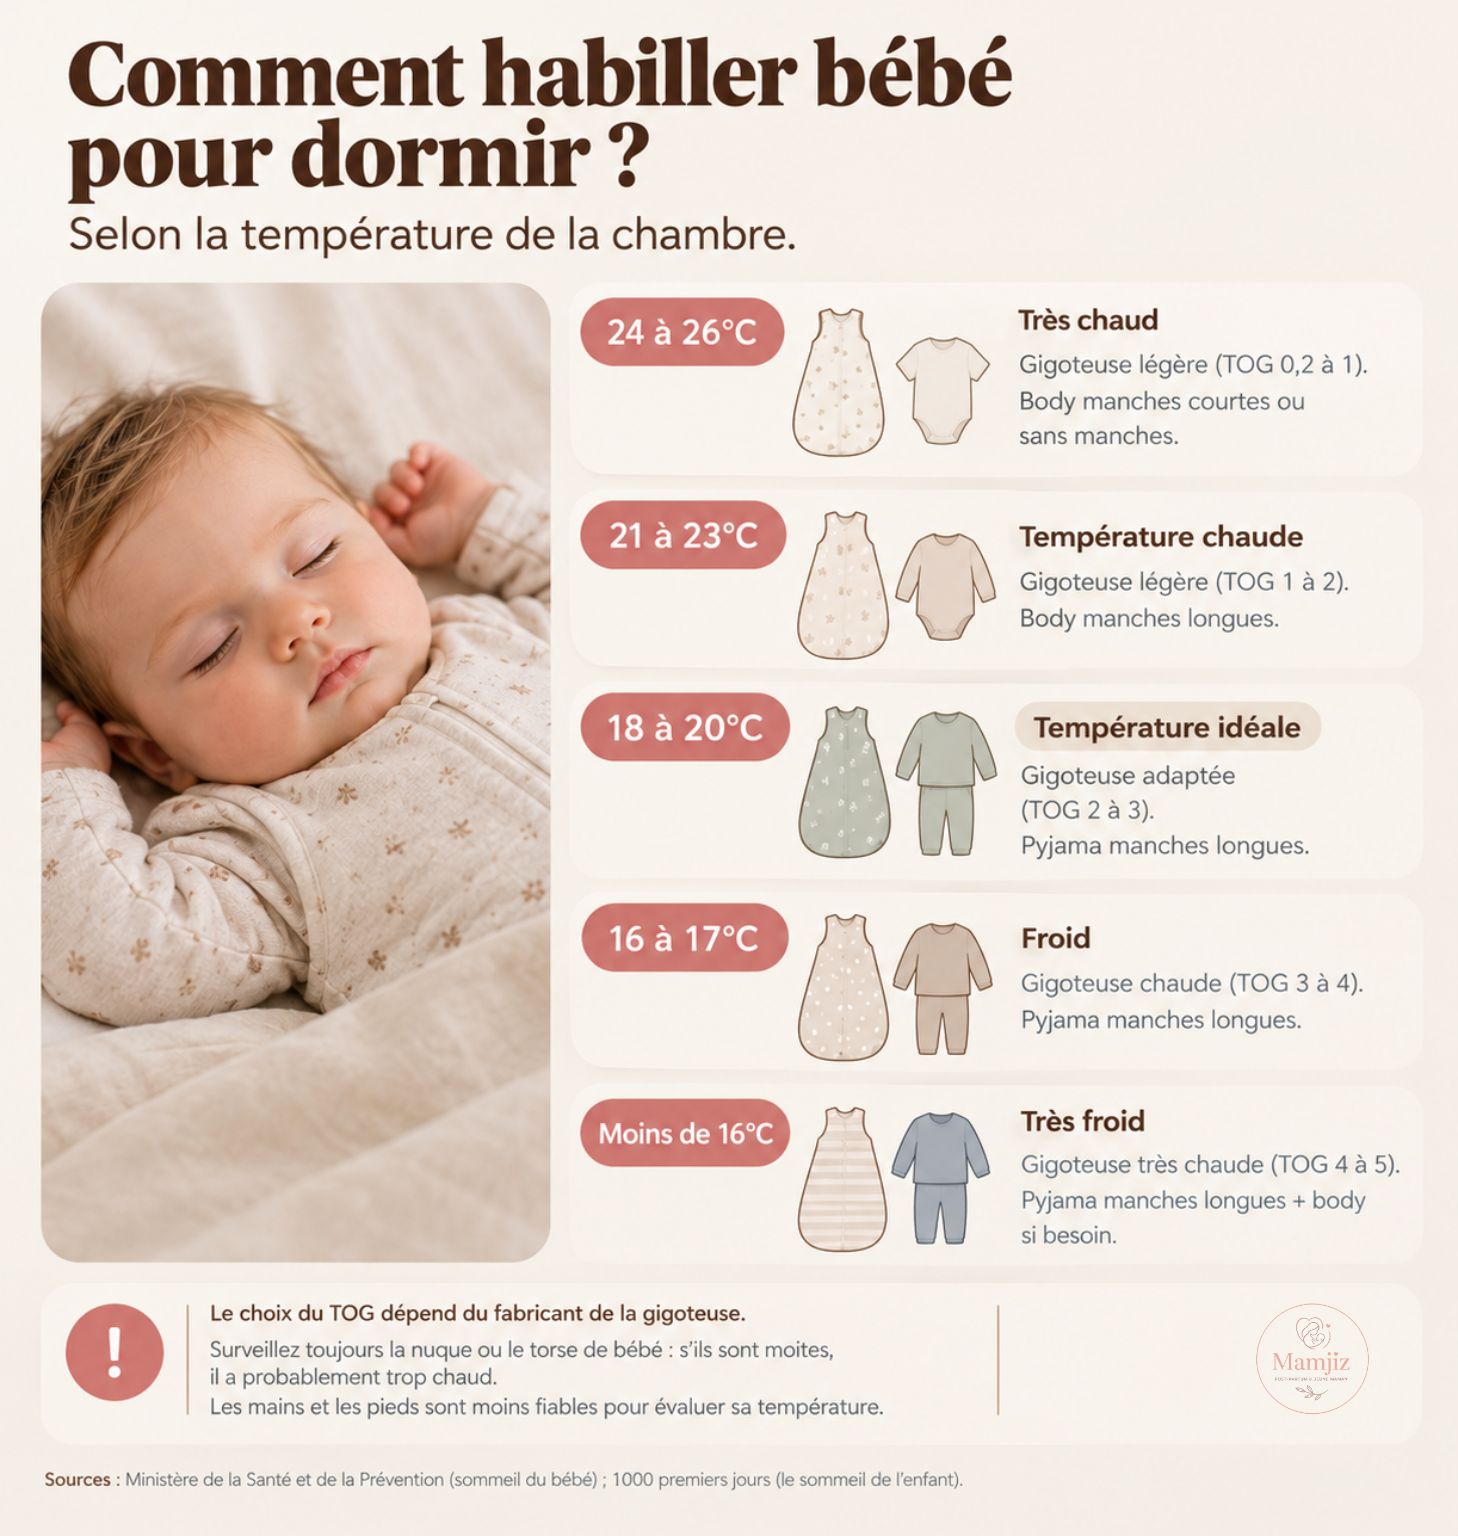 Comment habiller bébé
pour dormir ?
Selon la température de la chambre.
24 à 26°C
Très chaud
Gigoteuse légère (TOG 0,2 à 1).
Body manches courtes ou
sans manches.
21 à 23°C
Température chaude
Gigoteuse légère (TOG 1 à 2).
Body manches longues.
18 à 20°C
Température idéale
Gigoteuse adaptée
(TOG 2 à 3).
Pyjama manches longues.
16 à 17°C
Froid
Gigoteuse chaude (TOG 3 à 4).
Pyjama manches longues.
Moins de 16°C
Très froid
Gigoteuse très chaude (TOG 4 à 5).
Pyjama manches longues + body
si besoin.
!
Le choix du TOG dépend du fabricant de la gigoteuse.
Surveillez toujours la nuque ou le torse de bébé : s'ils sont moites,
il a probablement trop chaud.
Les mains et les pieds sont moins fiables pour évaluer sa température.
Mamjiz
POST-PARTUM & JEUNE MAMAN
Sources : Ministère de la Santé et de la Prévention (sommeil du bébé) ; 1000 premiers jours (le sommeil de l'enfant).